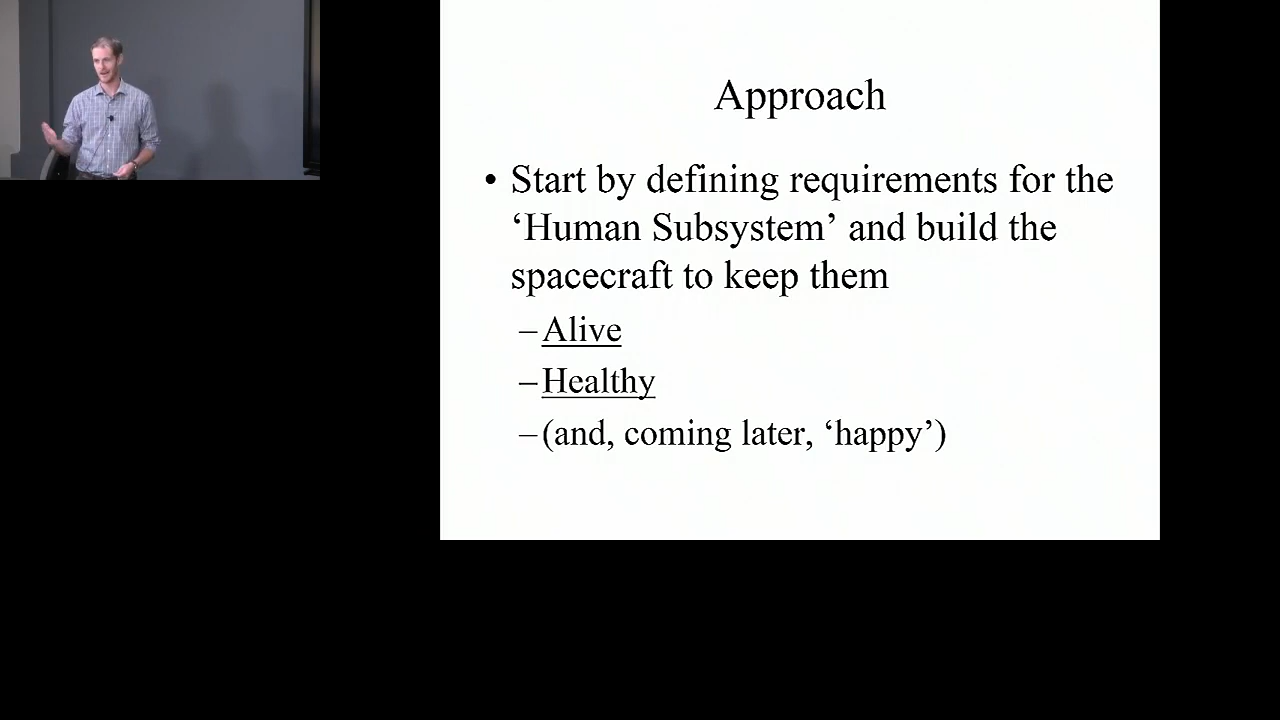 Approach
• Start by defining requirements for the
‘Human Subsystem’ and build the
spacecraft to keep them
–Alive
–Healthy
–(and, coming later, ‘happy’)